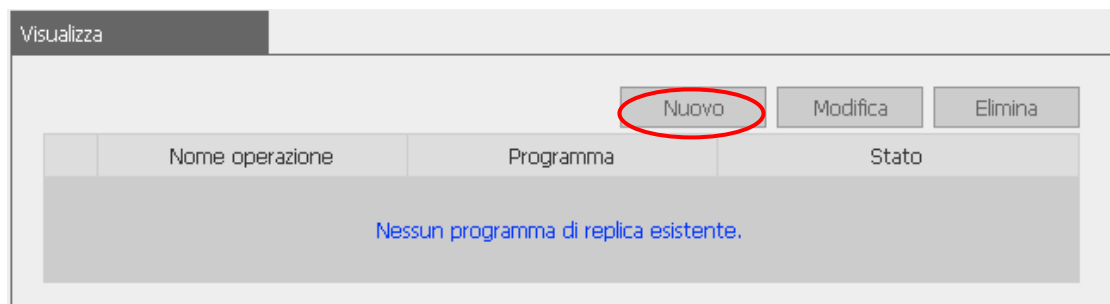 Visualizza
Nuovo Modifica Elimina
Nome operazione Programma Stato
Nessun programma di replica esistente.